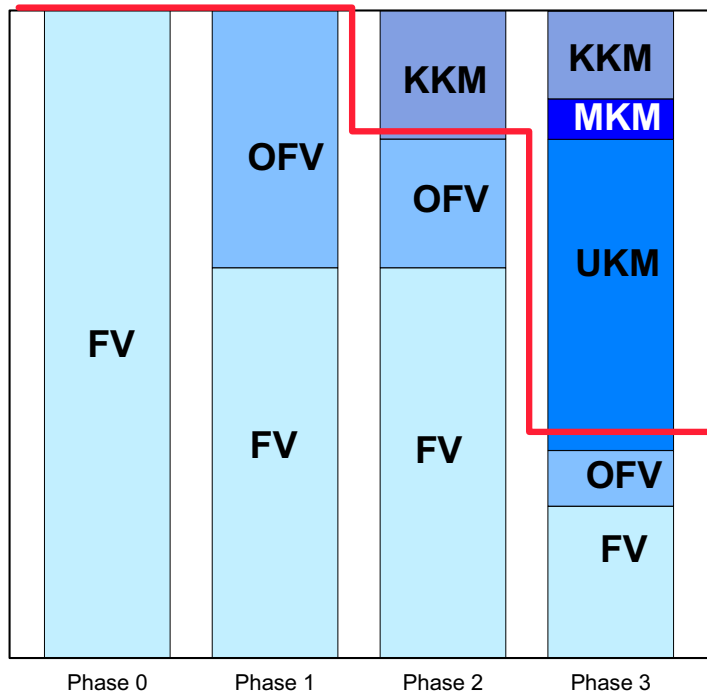 KKM
KKM
MKM
OFV
OFV
UKM
FV
FV
FV
OFV
FV
Phase 0
Phase 1
Phase 2
Phase 3